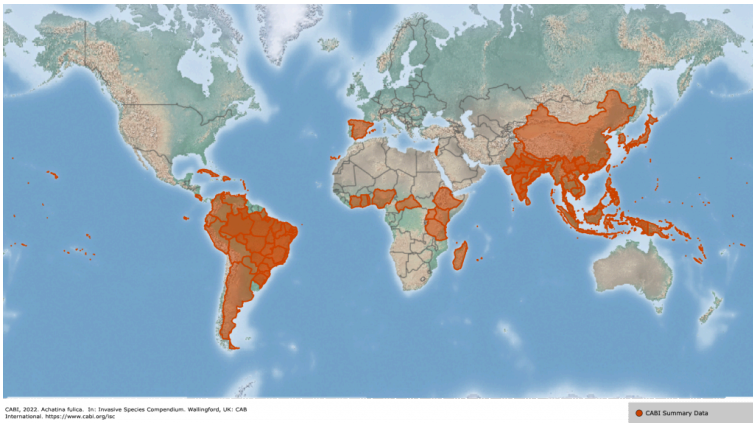 CABI, 2022. Achatina fulica. In: Invasive Species Compendium. Wallingford, UK: CAB
International. https://www.cabi.org/isc
CABI Summary Data